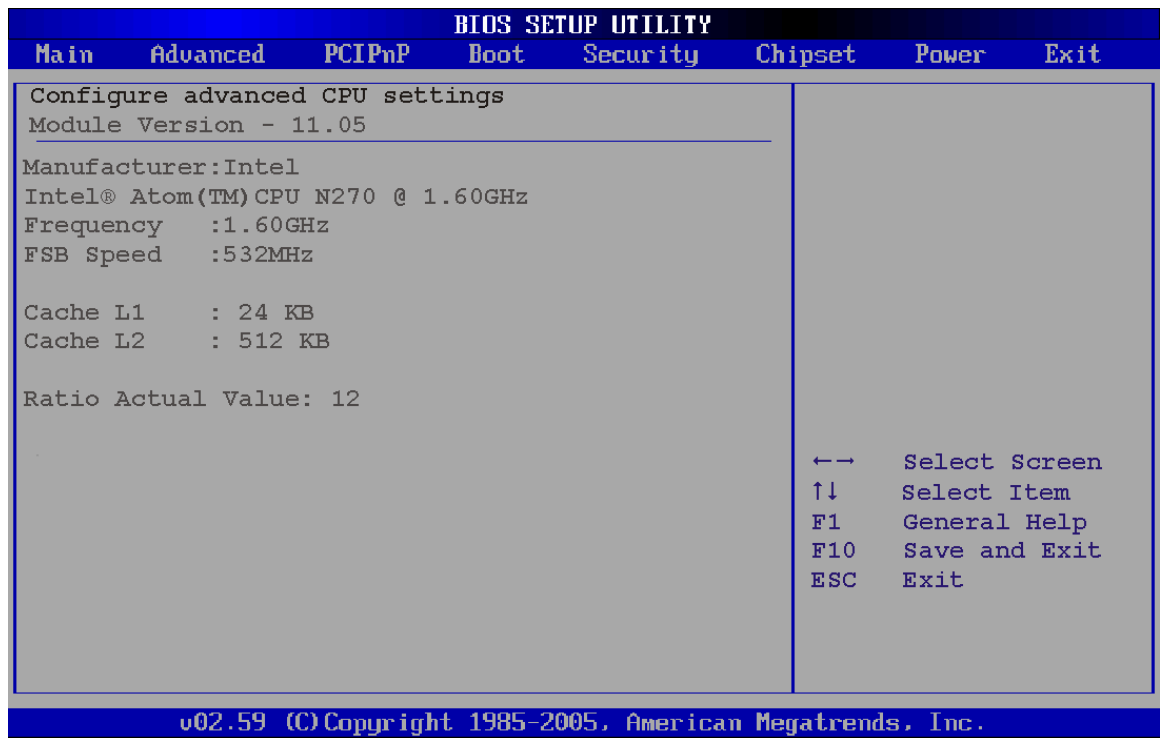 BIOS SETUP UTILITY
Main Advanced PCIPnP Boot Security Chipset Power Exit
Configure advanced CPU settings
Module Version - 11.05
Manufacturer:Intel
Intel® Atom(TM)CPU N270 @ 1.60GHz
Frequency :1.60GHz
FSB Speed :532MHz
Cache L1 : 24 KB
Cache L2 : 512 KB
Ratio Actual Value: 12
←→ Select Screen
↑↓ Select Item
F1 General Help
F10 Save and Exit
ESC Exit
v02.59 (C)Copyright 1985-2005, American Megatrends, Inc.